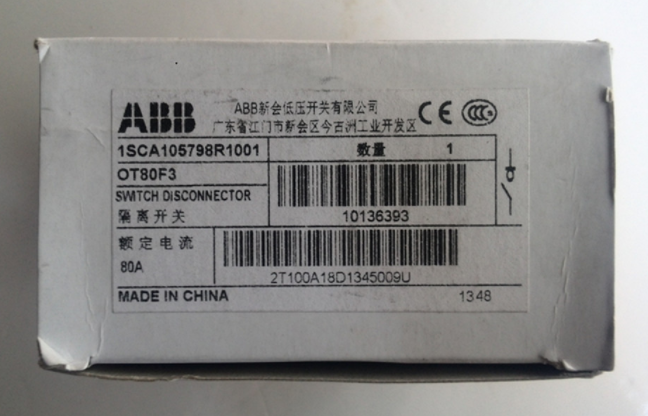 ABB
ABB新会低压开关有限公司
广东省江门市新会区今古洲工业开发区
CE
CCC
1SCA105798R1001
数量 1
OT80F3
SWITCH DISCONNECTOR
隔离开关
10136393
额定电流
80A
2T100A18D1345009U
MADE IN CHINA
1348